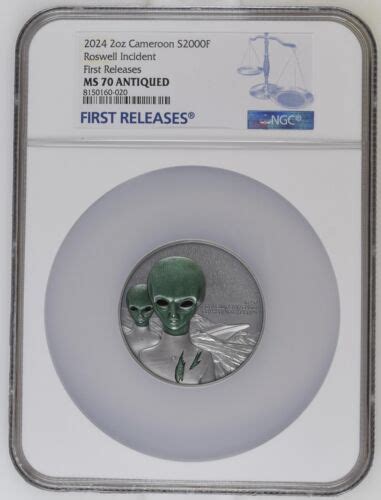 2024 2oz Cameroon S2000F
Roswell Incident
First Releases
MS 70 ANTIQUED
8150160-020
FIRST RELEASES®
NGC®